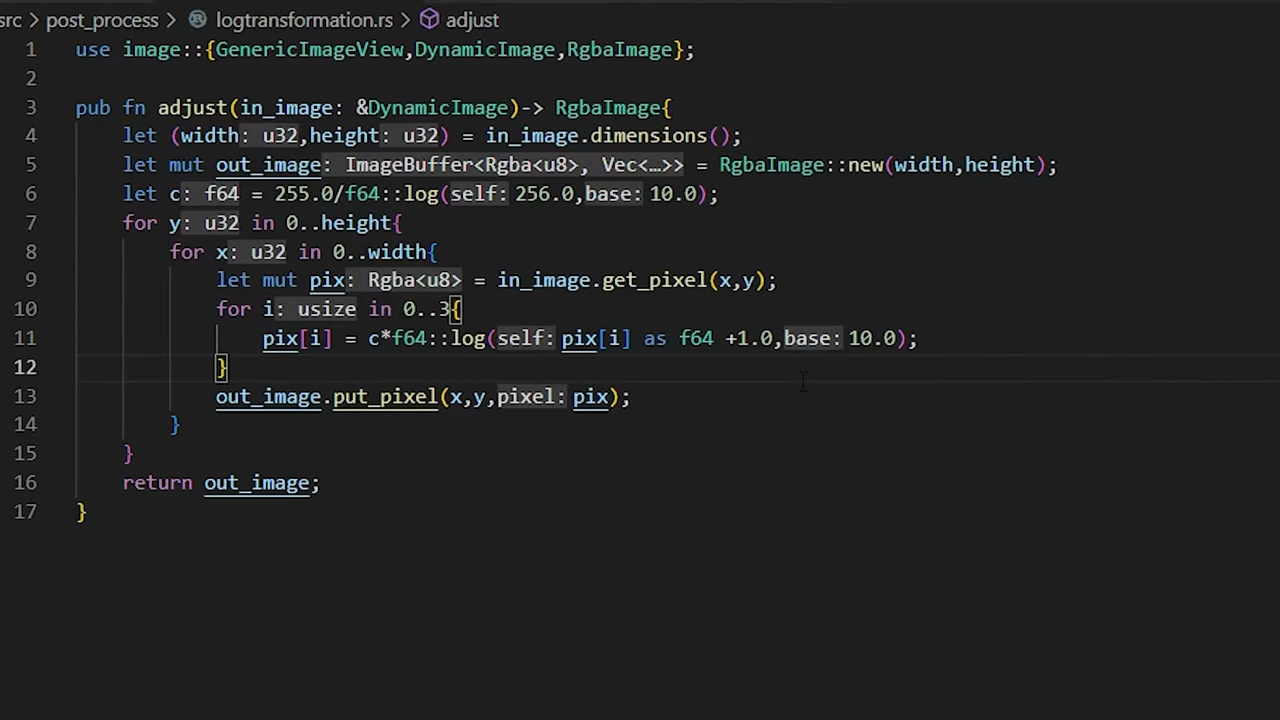 src > post_process > logtransformation.rs > adjust
1 use image::{GenericImageView,DynamicImage,RgbaImage};
2
3 pub fn adjust(in_image: &DynamicImage)-> RgbaImage{
4 let (width: u32,height: u32) = in_image.dimensions();
5 let mut out_image: ImageBuffer<Rgba<u8>, Vec<…>> = RgbaImage::new(width,height);
6 let c: f64 = 255.0/f64::log(self: 256.0,base: 10.0);
7 for y: u32 in 0..height{
8 for x: u32 in 0..width{
9 let mut pix: Rgba<u8> = in_image.get_pixel(x,y);
10 for i: usize in 0..3{
11 pix[i] = c*f64::log(self: pix[i] as f64 +1.0,base: 10.0);
12 }
13 out_image.put_pixel(x,y,pixel: pix);
14 }
15 }
16 return out_image;
17 }